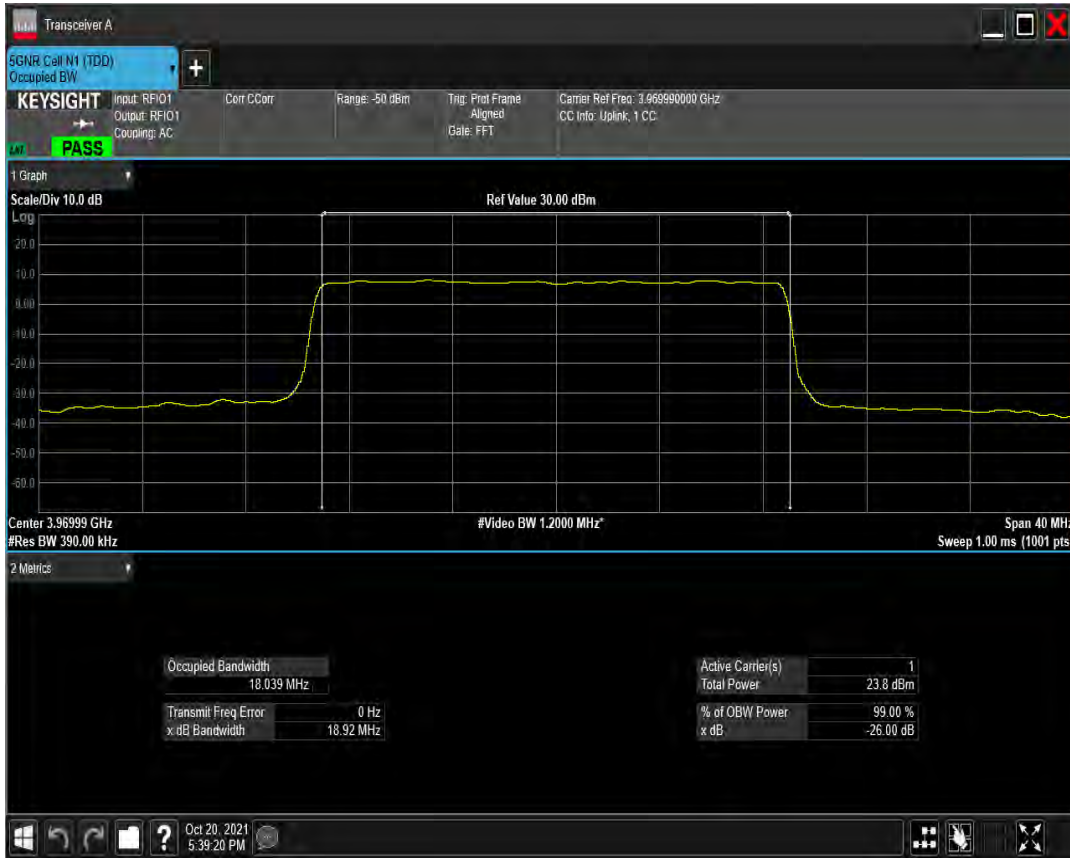 Transceiver A
5GNR Cell N1 (TDD)
Occupied BW
+
KEYSIGHT
PASS
Input: RFIO1
Output: RFIO1
Coupling: AC
Corr CCorr
Range: -50 dBm
Trig: Prot Frame
Aligned
Gate: FFT
Carrier Ref Freq: 3.969990000 GHz
CC Info: Uplink, 1 CC
1 Graph
Scale/Div 10.0 dB
Ref Value 30.00 dBm
Log
20.0
10.0
0.00
-10.0
-20.0
-30.0
-40.0
-50.0
-60.0
Center 3.96999 GHz
#Video BW 1.2000 MHz*
Span 40 MHz
#Res BW 390.00 kHz
Sweep 1.00 ms (1001 pts
2 Metrics
Occupied Bandwidth
18.039 MHz
Transmit Freq Error 0 Hz
x dB Bandwidth 18.92 MHz
Active Carrier(s) 1
Total Power 23.8 dBm
% of OBW Power 99.00 %
x dB -26.00 dB
?
Oct 20, 2021
5:39:20 PM